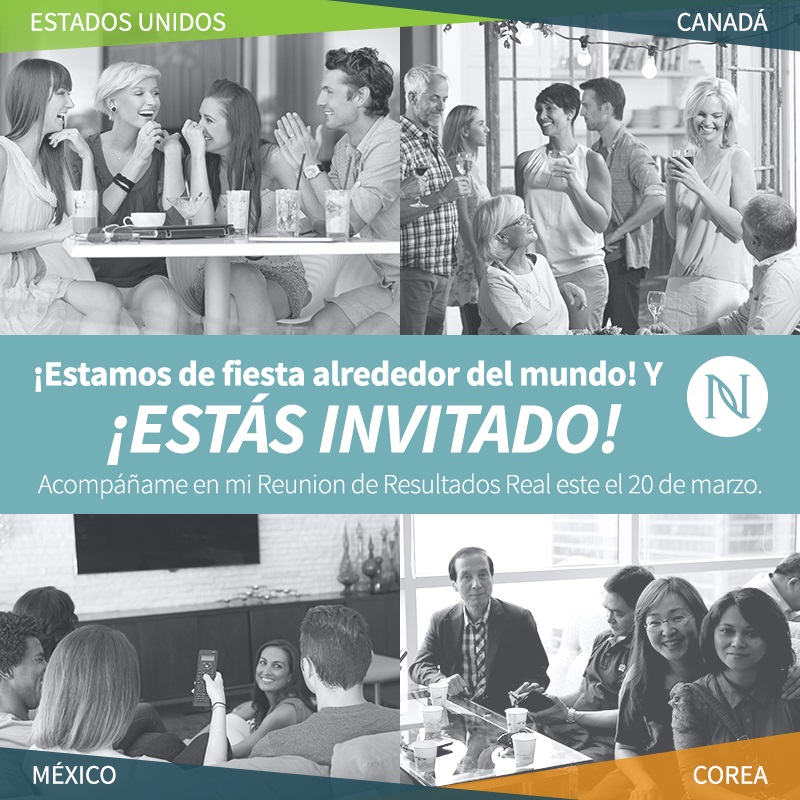 ESTADOS UNIDOS
CANADÁ
¡Estamos de fiesta alrededor del mundo! Y
¡ESTÁS INVITADO!
Acompáñame en mi Reunion de Resultados Real este el 20 de marzo.
N
MÉXICO
COREA